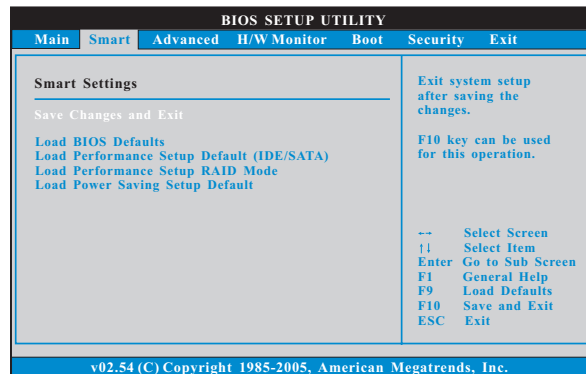 BIOS SETUP UTILITY
Main Smart Advanced H/W Monitor Boot Security Exit
Smart Settings
Save Changes and Exit
Load BIOS Defaults
Load Performance Setup Default (IDE/SATA)
Load Performance Setup RAID Mode
Load Power Saving Setup Default
Exit system setup
after saving the
changes.
F10 key can be used
for this operation.
←→ Select Screen
↑↓ Select Item
Enter Go to Sub Screen
F1 General Help
F9 Load Defaults
F10 Save and Exit
ESC Exit
v02.54 (C) Copyright 1985-2005, American Megatrends, Inc.